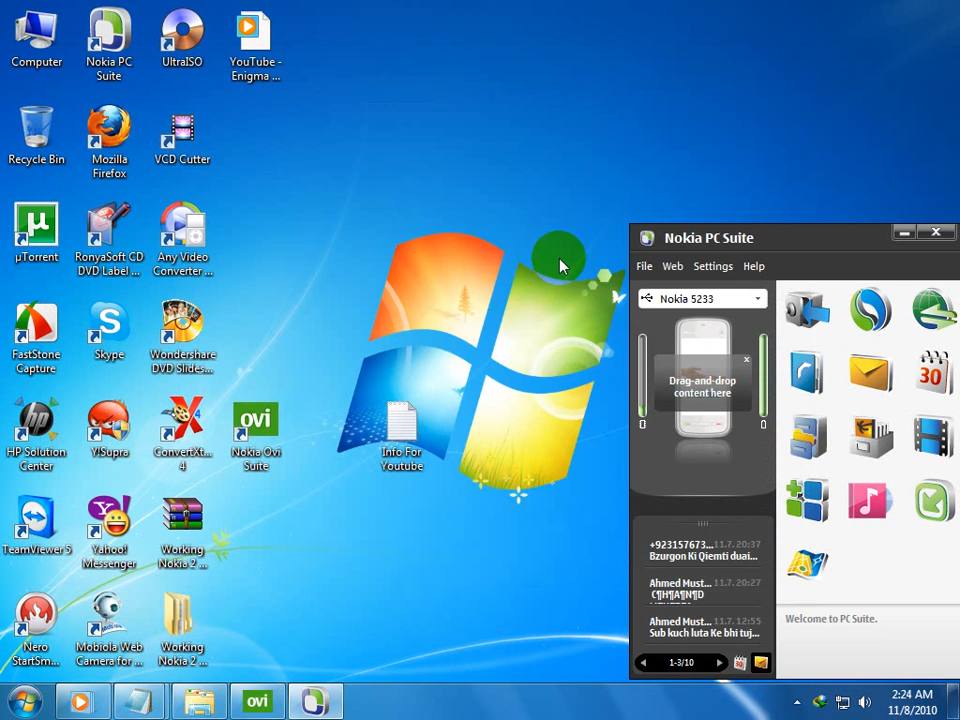 Computer
Nokia PC
Suite
UltraISO
YouTube -
Enigma ...
Recycle Bin
Mozilla
Firefox
VCD Cutter
µTorrent
RonyaSoft CD
DVD Label ...
Any Video
Converter ...
FastStone
Capture
Skype
Wondershare
DVD Slides...
HP Solution
Center
Y!Supra
ConvertXt...
4
Nokia Ovi
Suite
Info For
Youtube
TeamViewer 5
Yahoo!
Messenger
Working
Nokia 2 ...
Nero
StartSm...
Mobiola Web
Camera for ...
Working
Nokia 2 ...
ovi
Nokia PC Suite
File Web Settings Help
Nokia 5233
Drag-and-drop
content here
30
+923157673... 11.7. 20:37
Bzurgon Ki Qiemti duai...
Ahmed Must... 11.7. 20:27
C¶H¶A¶N¶D
Ahmed Must... 11.7. 12:55
Sub kuch luta Ke bhi tuj...
1-3/10
Welcome to PC Suite.
ovi
2:24 AM
11/8/2010